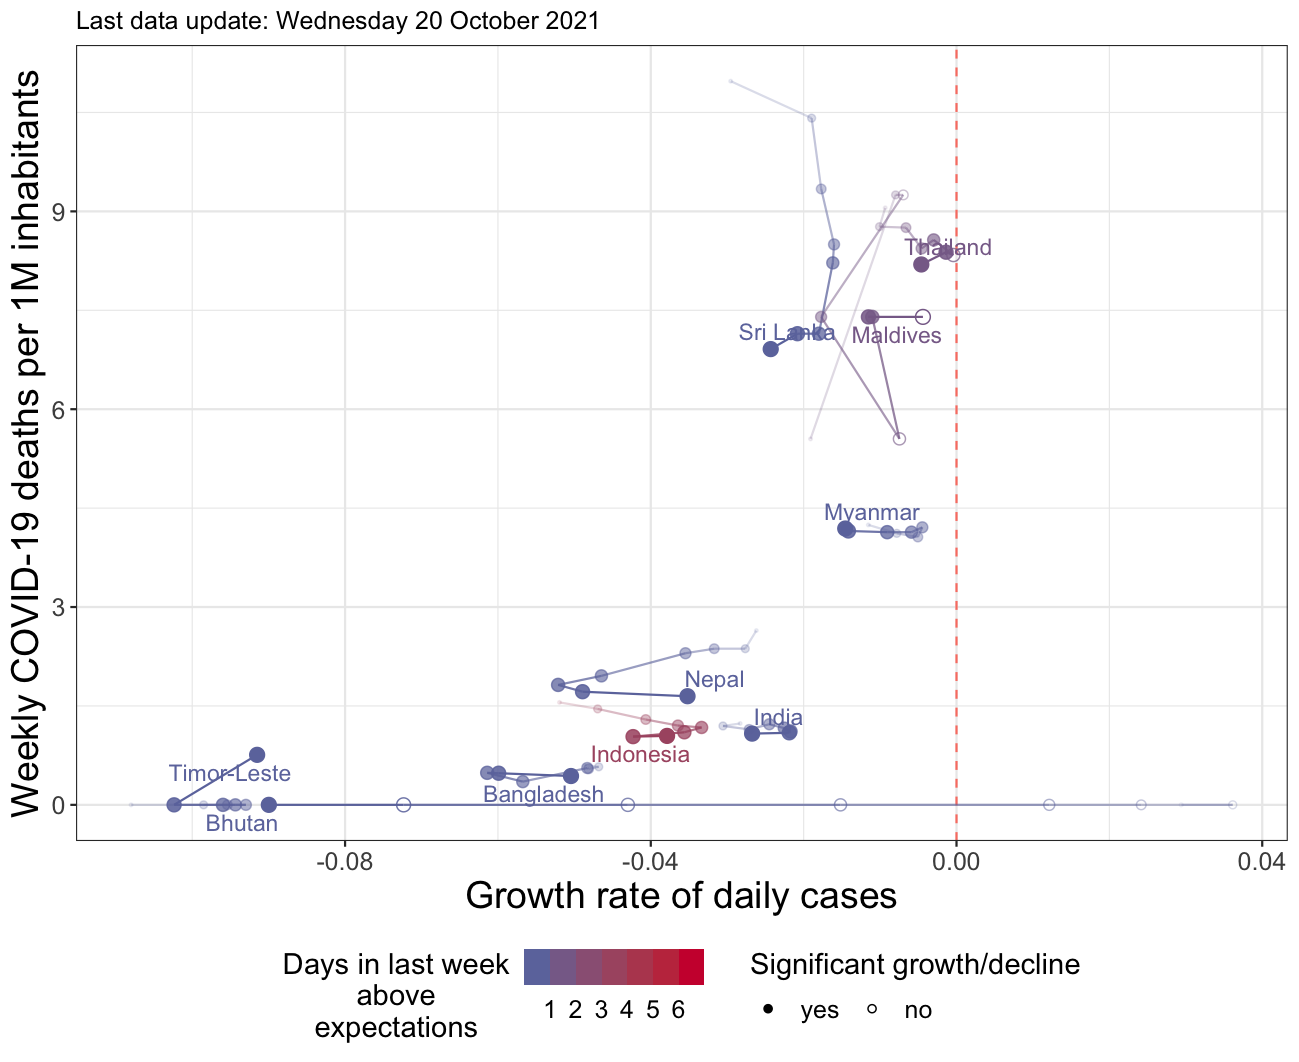 Last data update: Wednesday 20 October 2021
Weekly COVID-19 deaths per 1M inhabitants
9
6
3
0
Thailand
Sri Lanka
Maldives
Myanmar
Nepal
India
Indonesia
Timor-Leste
Bangladesh
Bhutan
-0.08
-0.04
0.00
0.04
Growth rate of daily cases
Days in last week
above
expectations
1 2 3 4 5 6
Significant growth/decline
yes no